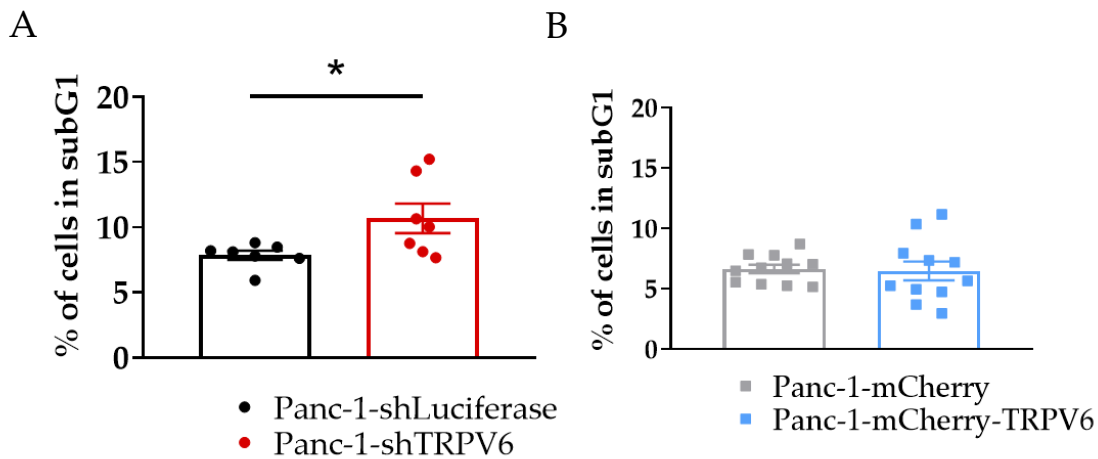 A
B
*
% of cells in subG1
20
15
10
5
0
Panc-1-shLuciferase
Panc-1-shTRPV6
% of cells in subG1
20
15
10
5
0
Panc-1-mCherry
Panc-1-mCherry-TRPV6